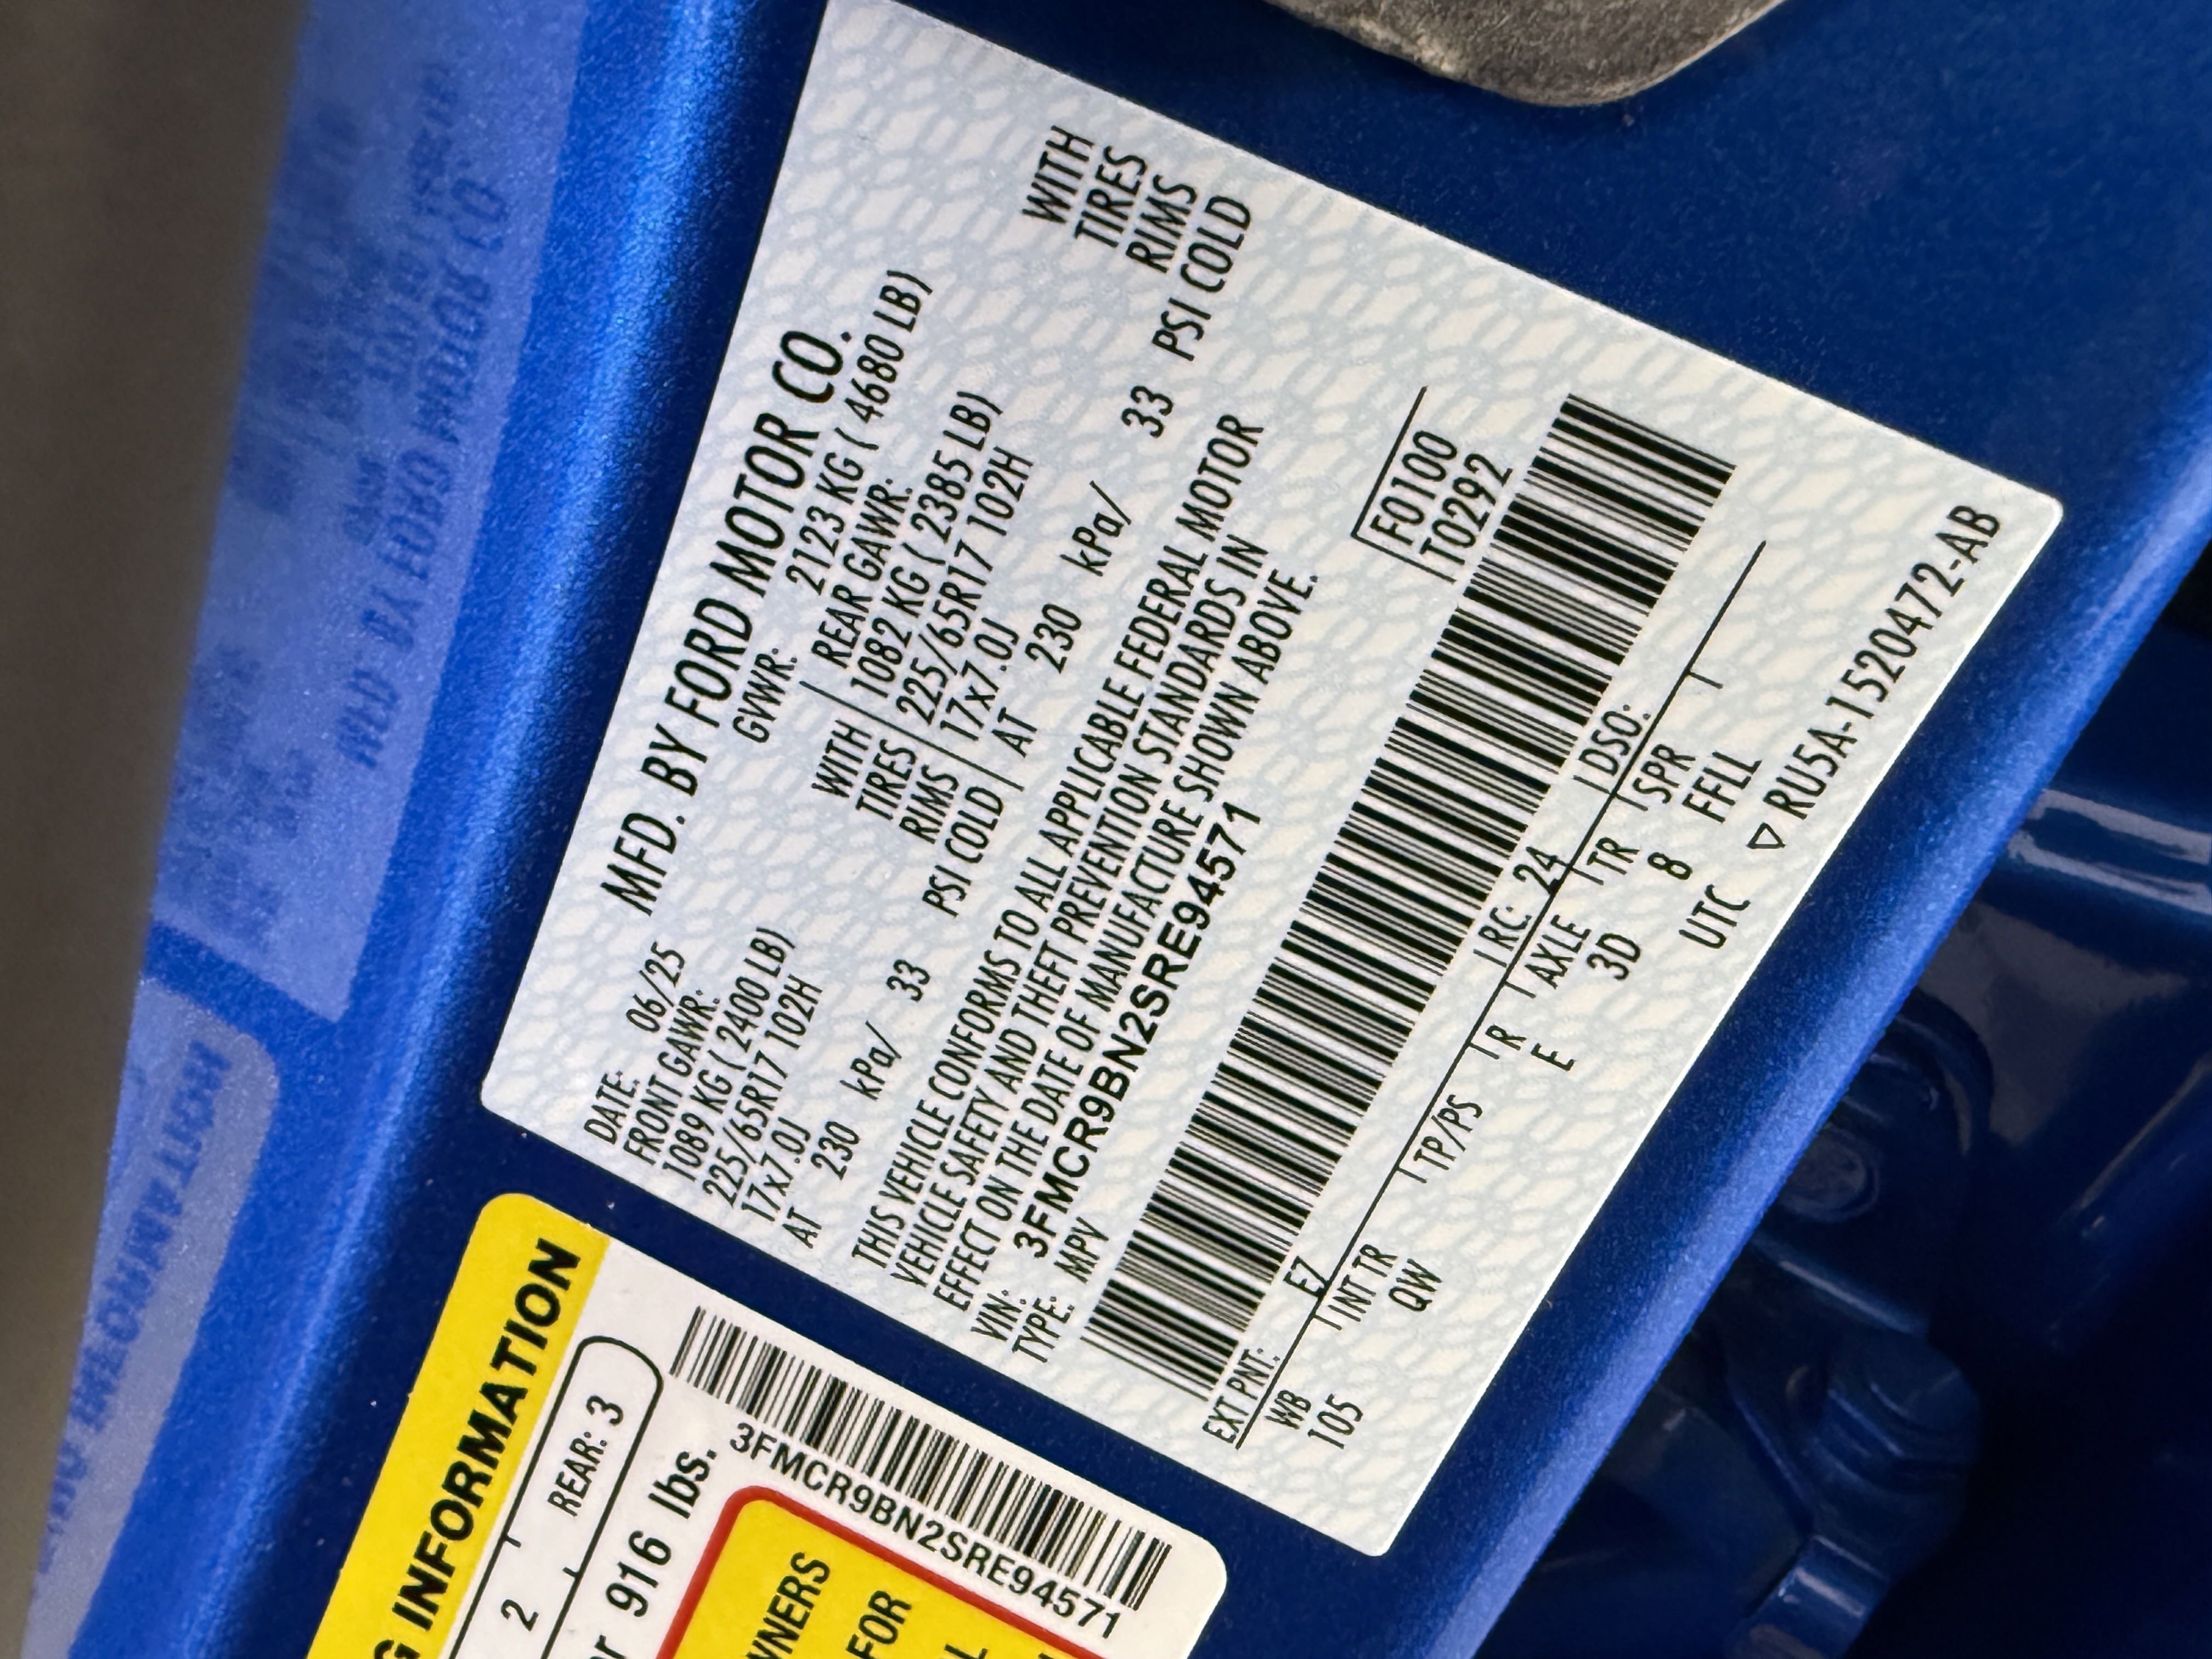 MFD. BY FORD MOTOR CO.
DATE: 06/25 GVWR: 2123 KG ( 4680 LB)
FRONT GAWR: REAR GAWR:
1089 KG ( 2400 LB) WITH 1082 KG ( 2385 LB) WITH
225/65R17 102H TIRES 225/65R17 102H TIRES
17x7.0J RIMS 17x7.0J RIMS
AT 230 kPa/ 33 PSI COLD AT 230 kPa/ 33 PSI COLD
THIS VEHICLE CONFORMS TO ALL APPLICABLE FEDERAL MOTOR
VEHICLE SAFETY AND THEFT PREVENTION STANDARDS IN
EFFECT ON THE DATE OF MANUFACTURE SHOWN ABOVE.
VIN: 3FMCR9BN2SRE94571
TYPE: MPV
F0100
T0292
EXT PNT: E7 RC: 24 DSO:
WB INT TR TP/PS R AXLE TR SPR
105 QW E 3D 8 FFLL
UTC ▽ RU5A-1520472-AB
G INFORMATION
2 REAR: 3
or 916 lbs.
3FMCR9BN2SRE94571
WNERS
FOR